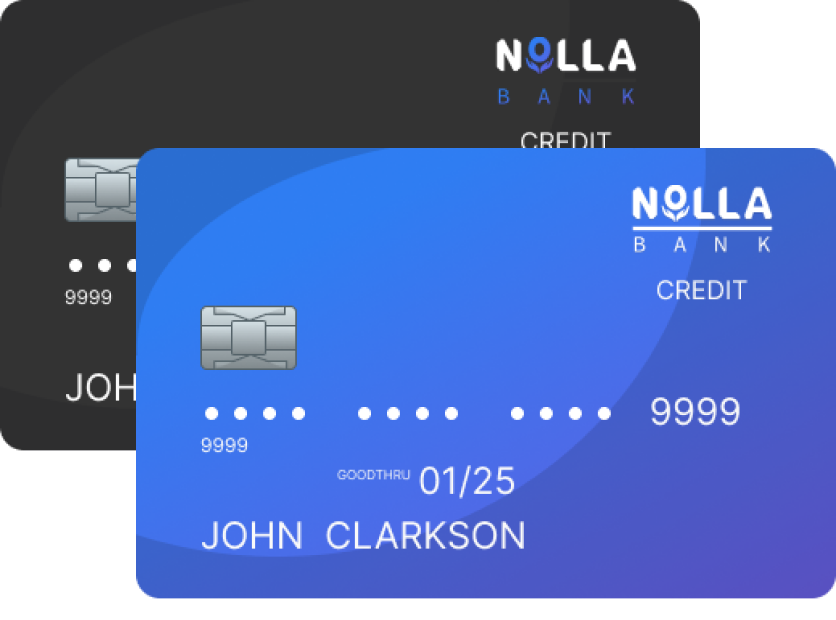 NOLLA
BANK
CREDIT
9999
JOH
NOLLA
BANK
CREDIT
•••• •••• •••• 9999
9999
GOODTHRU 01/25
JOHN CLARKSON